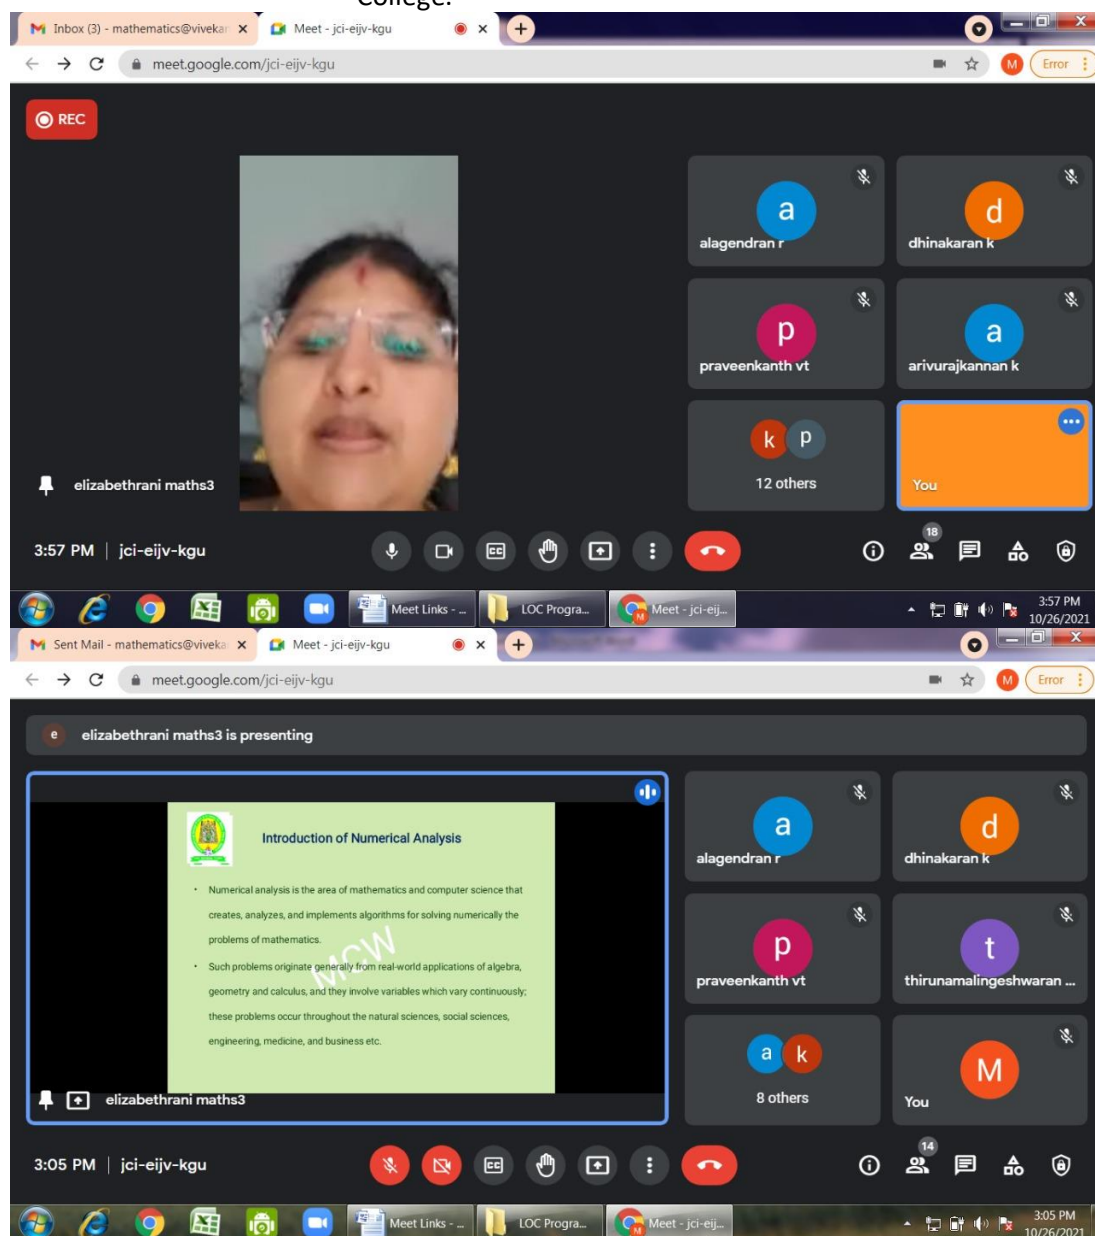 College.
Inbox (3) - mathematics@vivekan
Meet - jci-eijv-kgu
meet.google.com/jci-eijv-kgu
M
Error
REC
a
alagendran r
d
dhinakaran k
p
praveenkanth vt
a
arivurajkannan k
k p
12 others
You
elizabethrani maths3
3:57 PM | jci-eijv-kgu
18
Meet Links - ...
LOC Progra...
Meet - jci-eij...
3:57 PM
10/26/2021
Sent Mail - mathematics@viveka
Meet - jci-eijv-kgu
meet.google.com/jci-eijv-kgu
M
Error
e elizabethrani maths3 is presenting
Introduction of Numerical Analysis
• Numerical analysis is the area of mathematics and computer science that
creates, analyzes, and implements algorithms for solving numerically the
problems of mathematics.
• Such problems originate generally from real-world applications of algebra,
geometry and calculus, and they involve variables which vary continuously;
these problems occur throughout the natural sciences, social sciences,
engineering, medicine, and business etc.
MCW
elizabethrani maths3
a
alagendran r
d
dhinakaran k
p
praveenkanth vt
t
thirunamalingeshwaran ...
a k
8 others
M
You
3:05 PM | jci-eijv-kgu
14
Meet Links - ...
LOC Progra...
Meet - jci-eij...
3:05 PM
10/26/2021